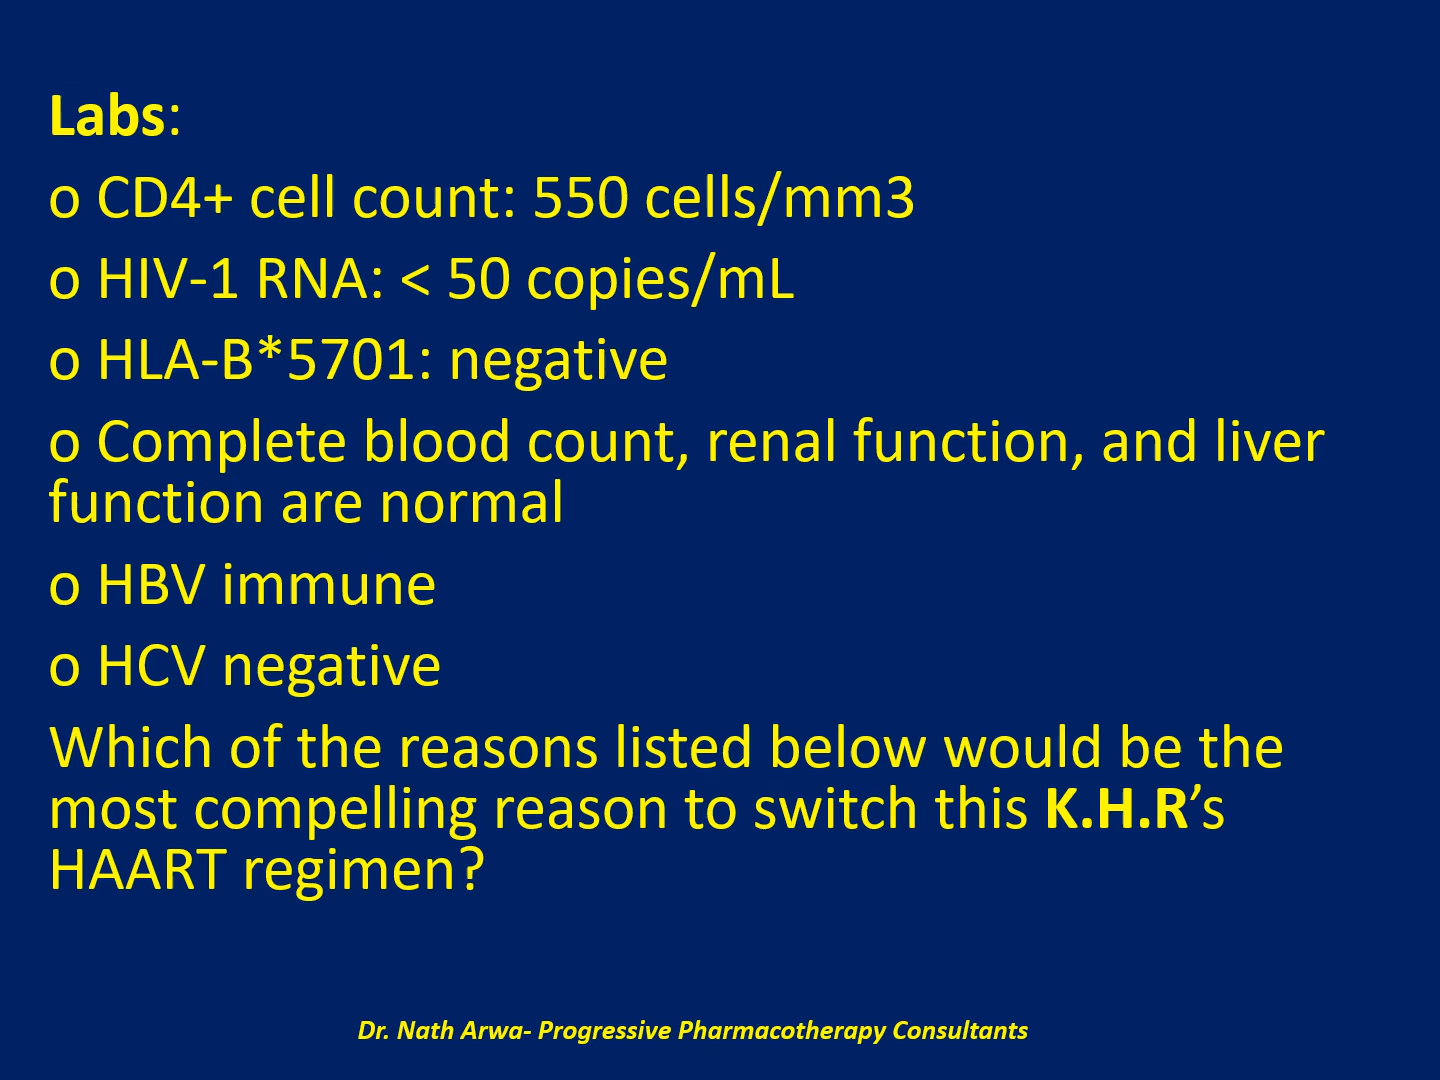 Labs:
o CD4+ cell count: 550 cells/mm3
o HIV-1 RNA: < 50 copies/mL
o HLA-B*5701: negative
o Complete blood count, renal function, and liver
function are normal
o HBV immune
o HCV negative
Which of the reasons listed below would be the
most compelling reason to switch this K.H.R’s
HAART regimen?
Dr. Nath Arwa- Progressive Pharmacotherapy Consultants